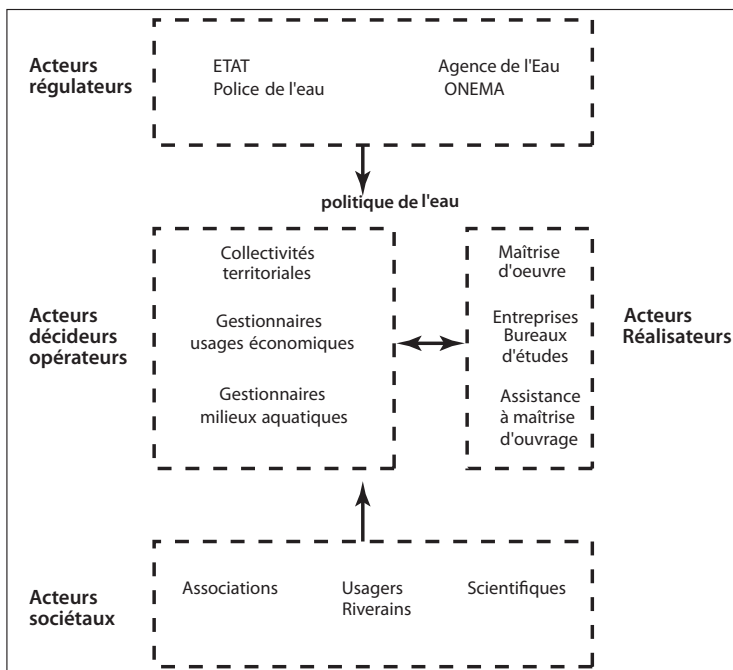 Acteurs
régulateurs
ETAT
Police de l'eau
Agence de l'Eau
ONEMA
politique de l'eau
Acteurs
décideurs
opérateurs
Collectivités
territoriales
Gestionnaires
usages économiques
Gestionnaires
milieux aquatiques
Maîtrise
d'oeuvre
Entreprises
Bureaux
d'études
Assistance
à maîtrise
d'ouvrage
Acteurs
Réalisateurs
Acteurs
sociétaux
Associations
Usagers
Riverains
Scientifiques